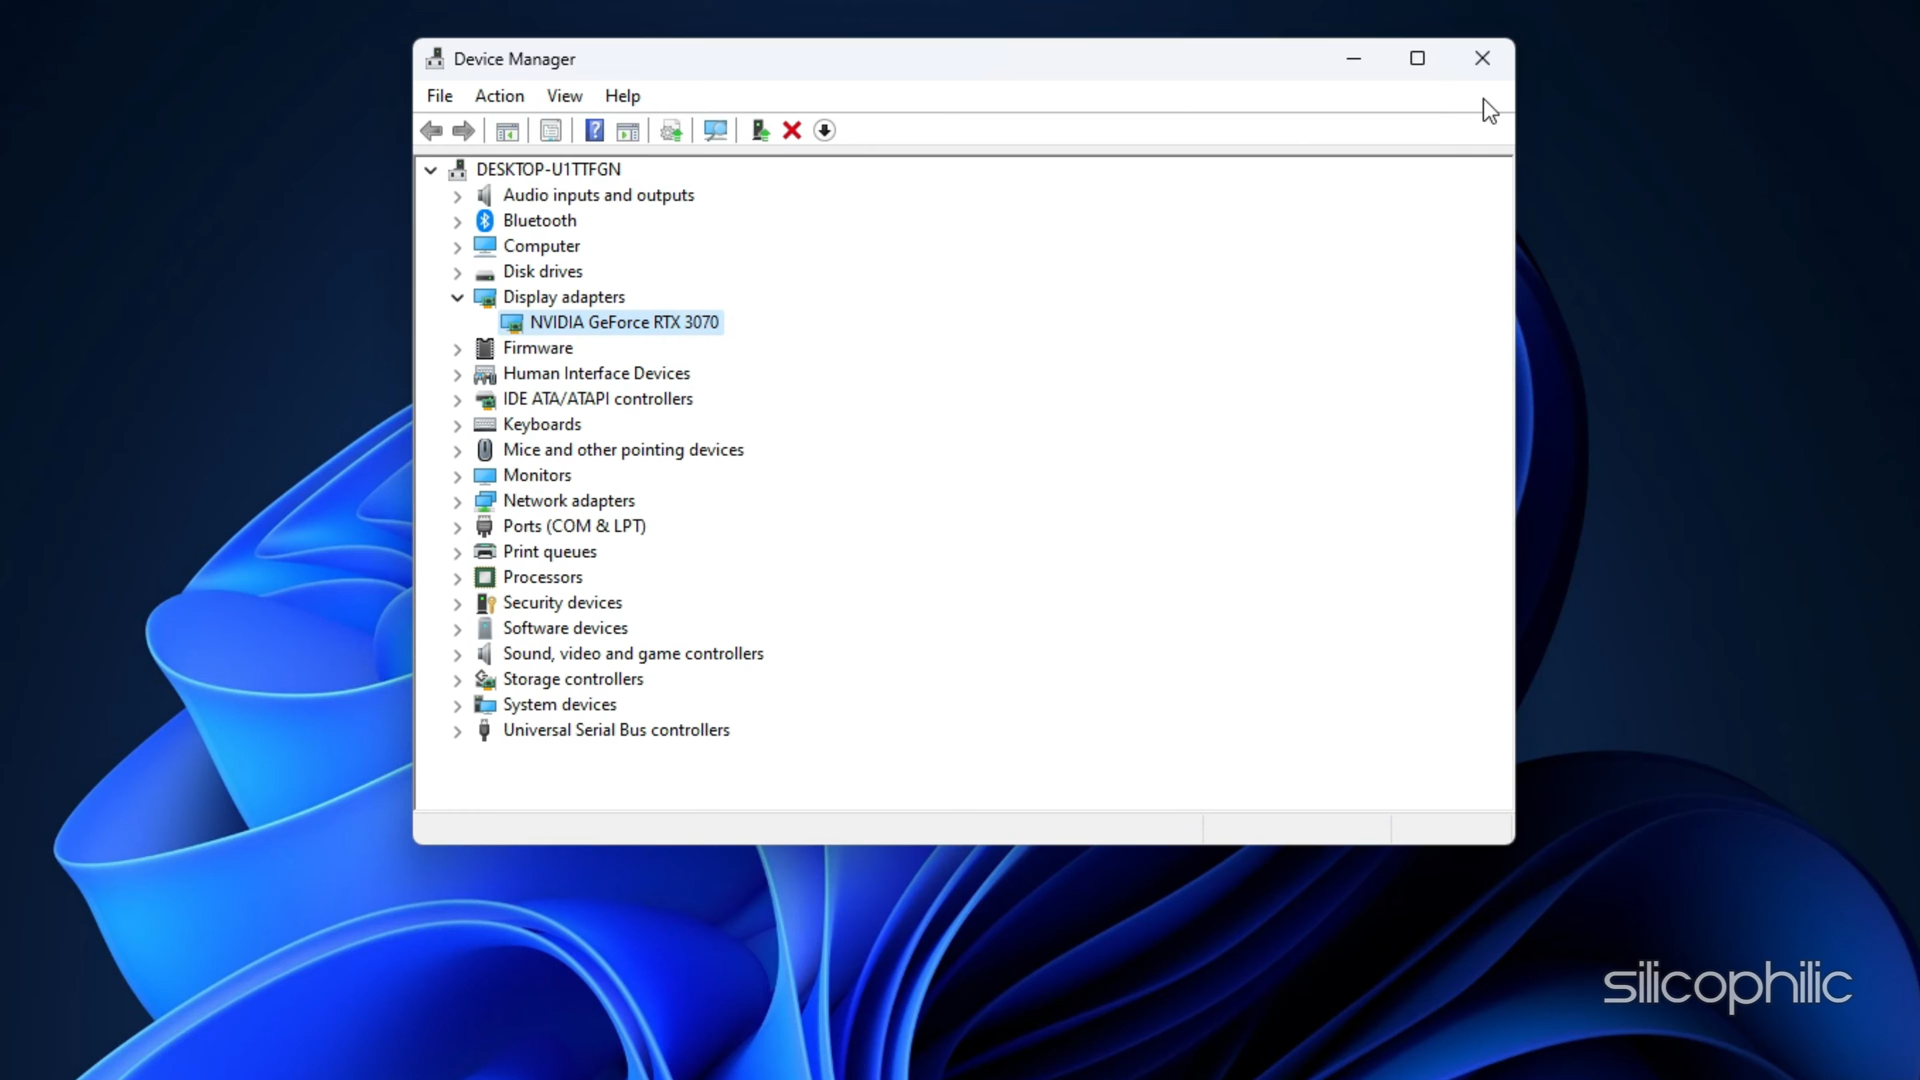 Device Manager
File Action View Help
DESKTOP-U1TTFGN
Audio inputs and outputs
Bluetooth
Computer
Disk drives
Display adapters
NVIDIA GeForce RTX 3070
Firmware
Human Interface Devices
IDE ATA/ATAPI controllers
Keyboards
Mice and other pointing devices
Monitors
Network adapters
Ports (COM & LPT)
Print queues
Processors
Security devices
Software devices
Sound, video and game controllers
Storage controllers
System devices
Universal Serial Bus controllers
silicophilic